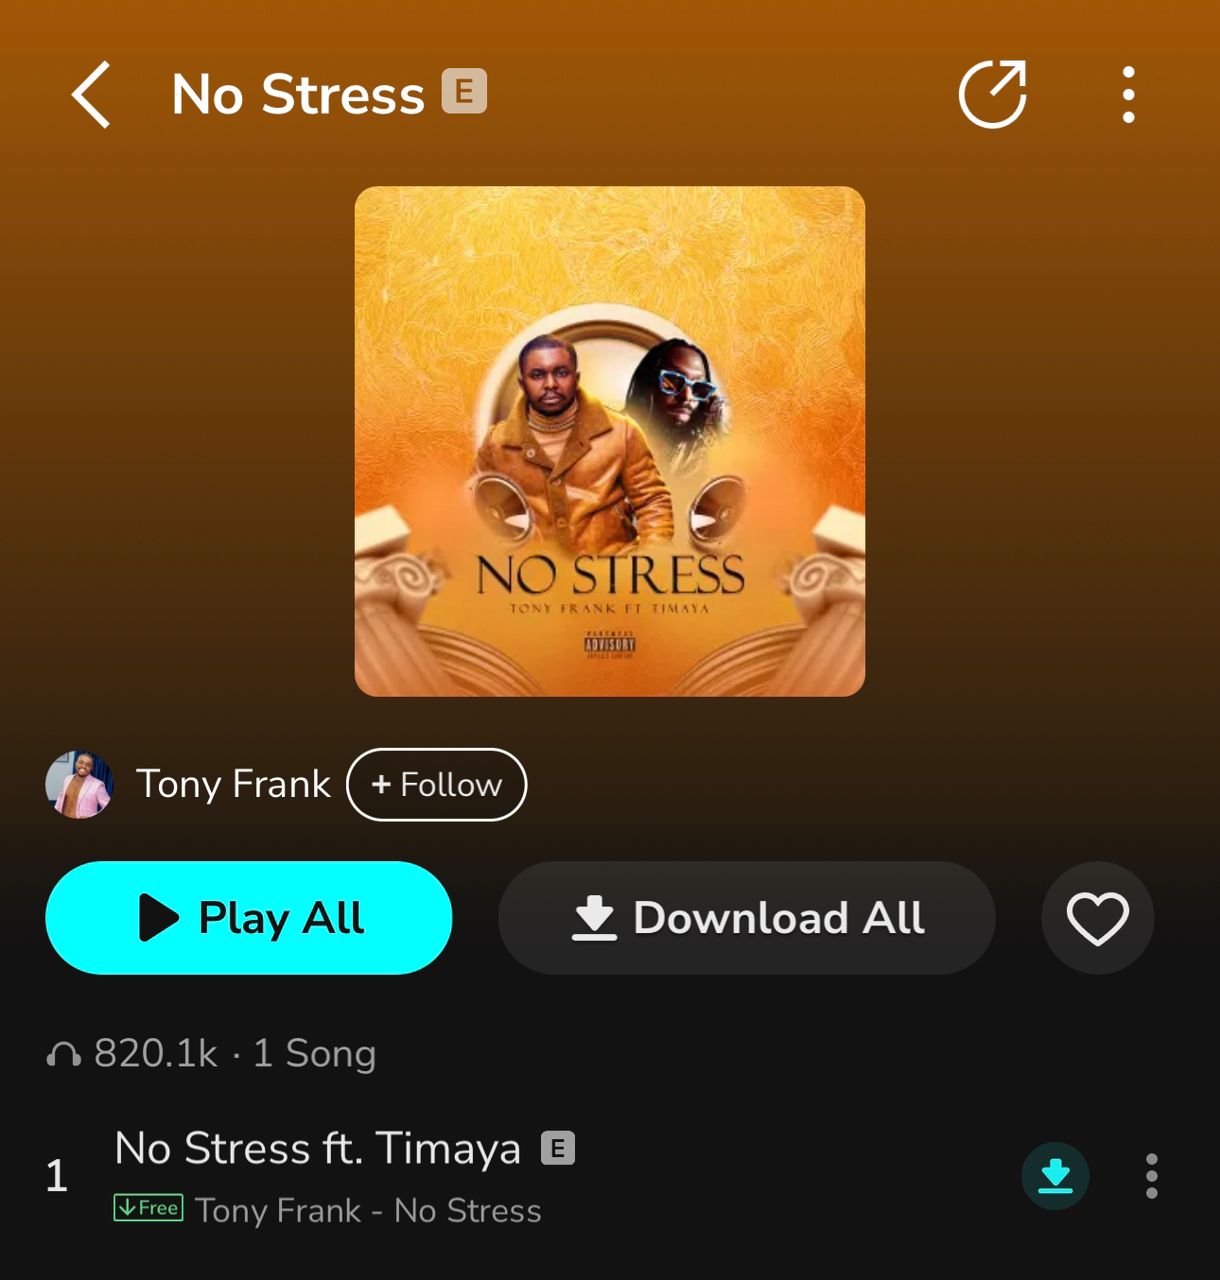 No Stress E
NO STRESS
TONY FRANK FT TIMAYA
PARENTAL
ADVISORY
EXPLICIT CONTENT
Tony Frank + Follow
Play All Download All
820.1k · 1 Song
1 No Stress ft. Timaya E
Free Tony Frank - No Stress